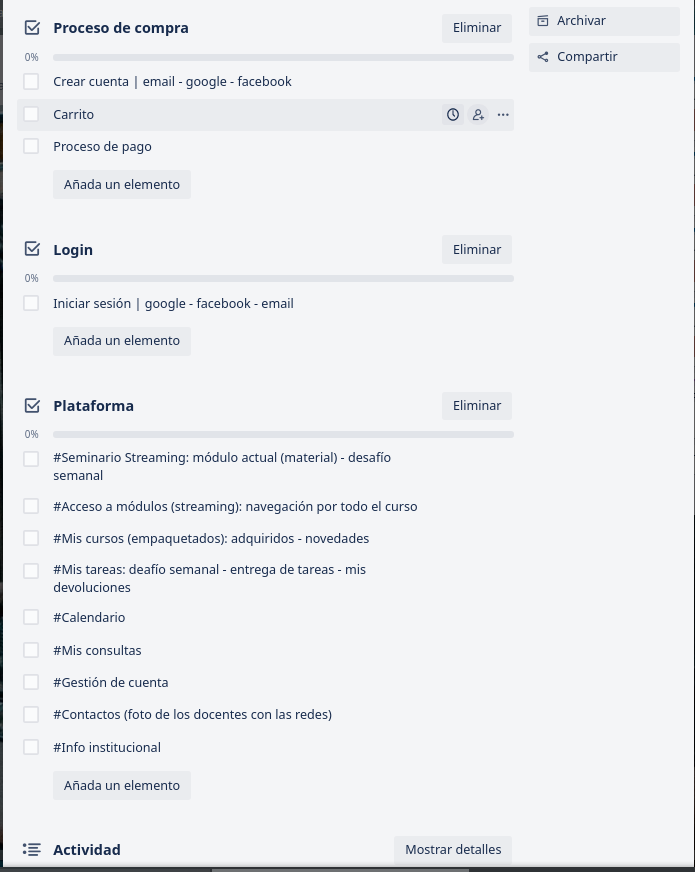 Proceso de compra
Eliminar
Archivar
0%
Compartir
Crear cuenta | email - google - facebook
Carrito
Proceso de pago
Añada un elemento
Login
Eliminar
0%
Iniciar sesión | google - facebook - email
Añada un elemento
Plataforma
Eliminar
0%
#Seminario Streaming: módulo actual (material) - desafío
semanal
#Acceso a módulos (streaming): navegación por todo el curso
#Mis cursos (empaquetados): adquiridos - novedades
#Mis tareas: deafío semanal - entrega de tareas - mis
devoluciones
#Calendario
#Mis consultas
#Gestión de cuenta
#Contactos (foto de los docentes con las redes)
#Info institucional
Añada un elemento
Actividad
Mostrar detalles